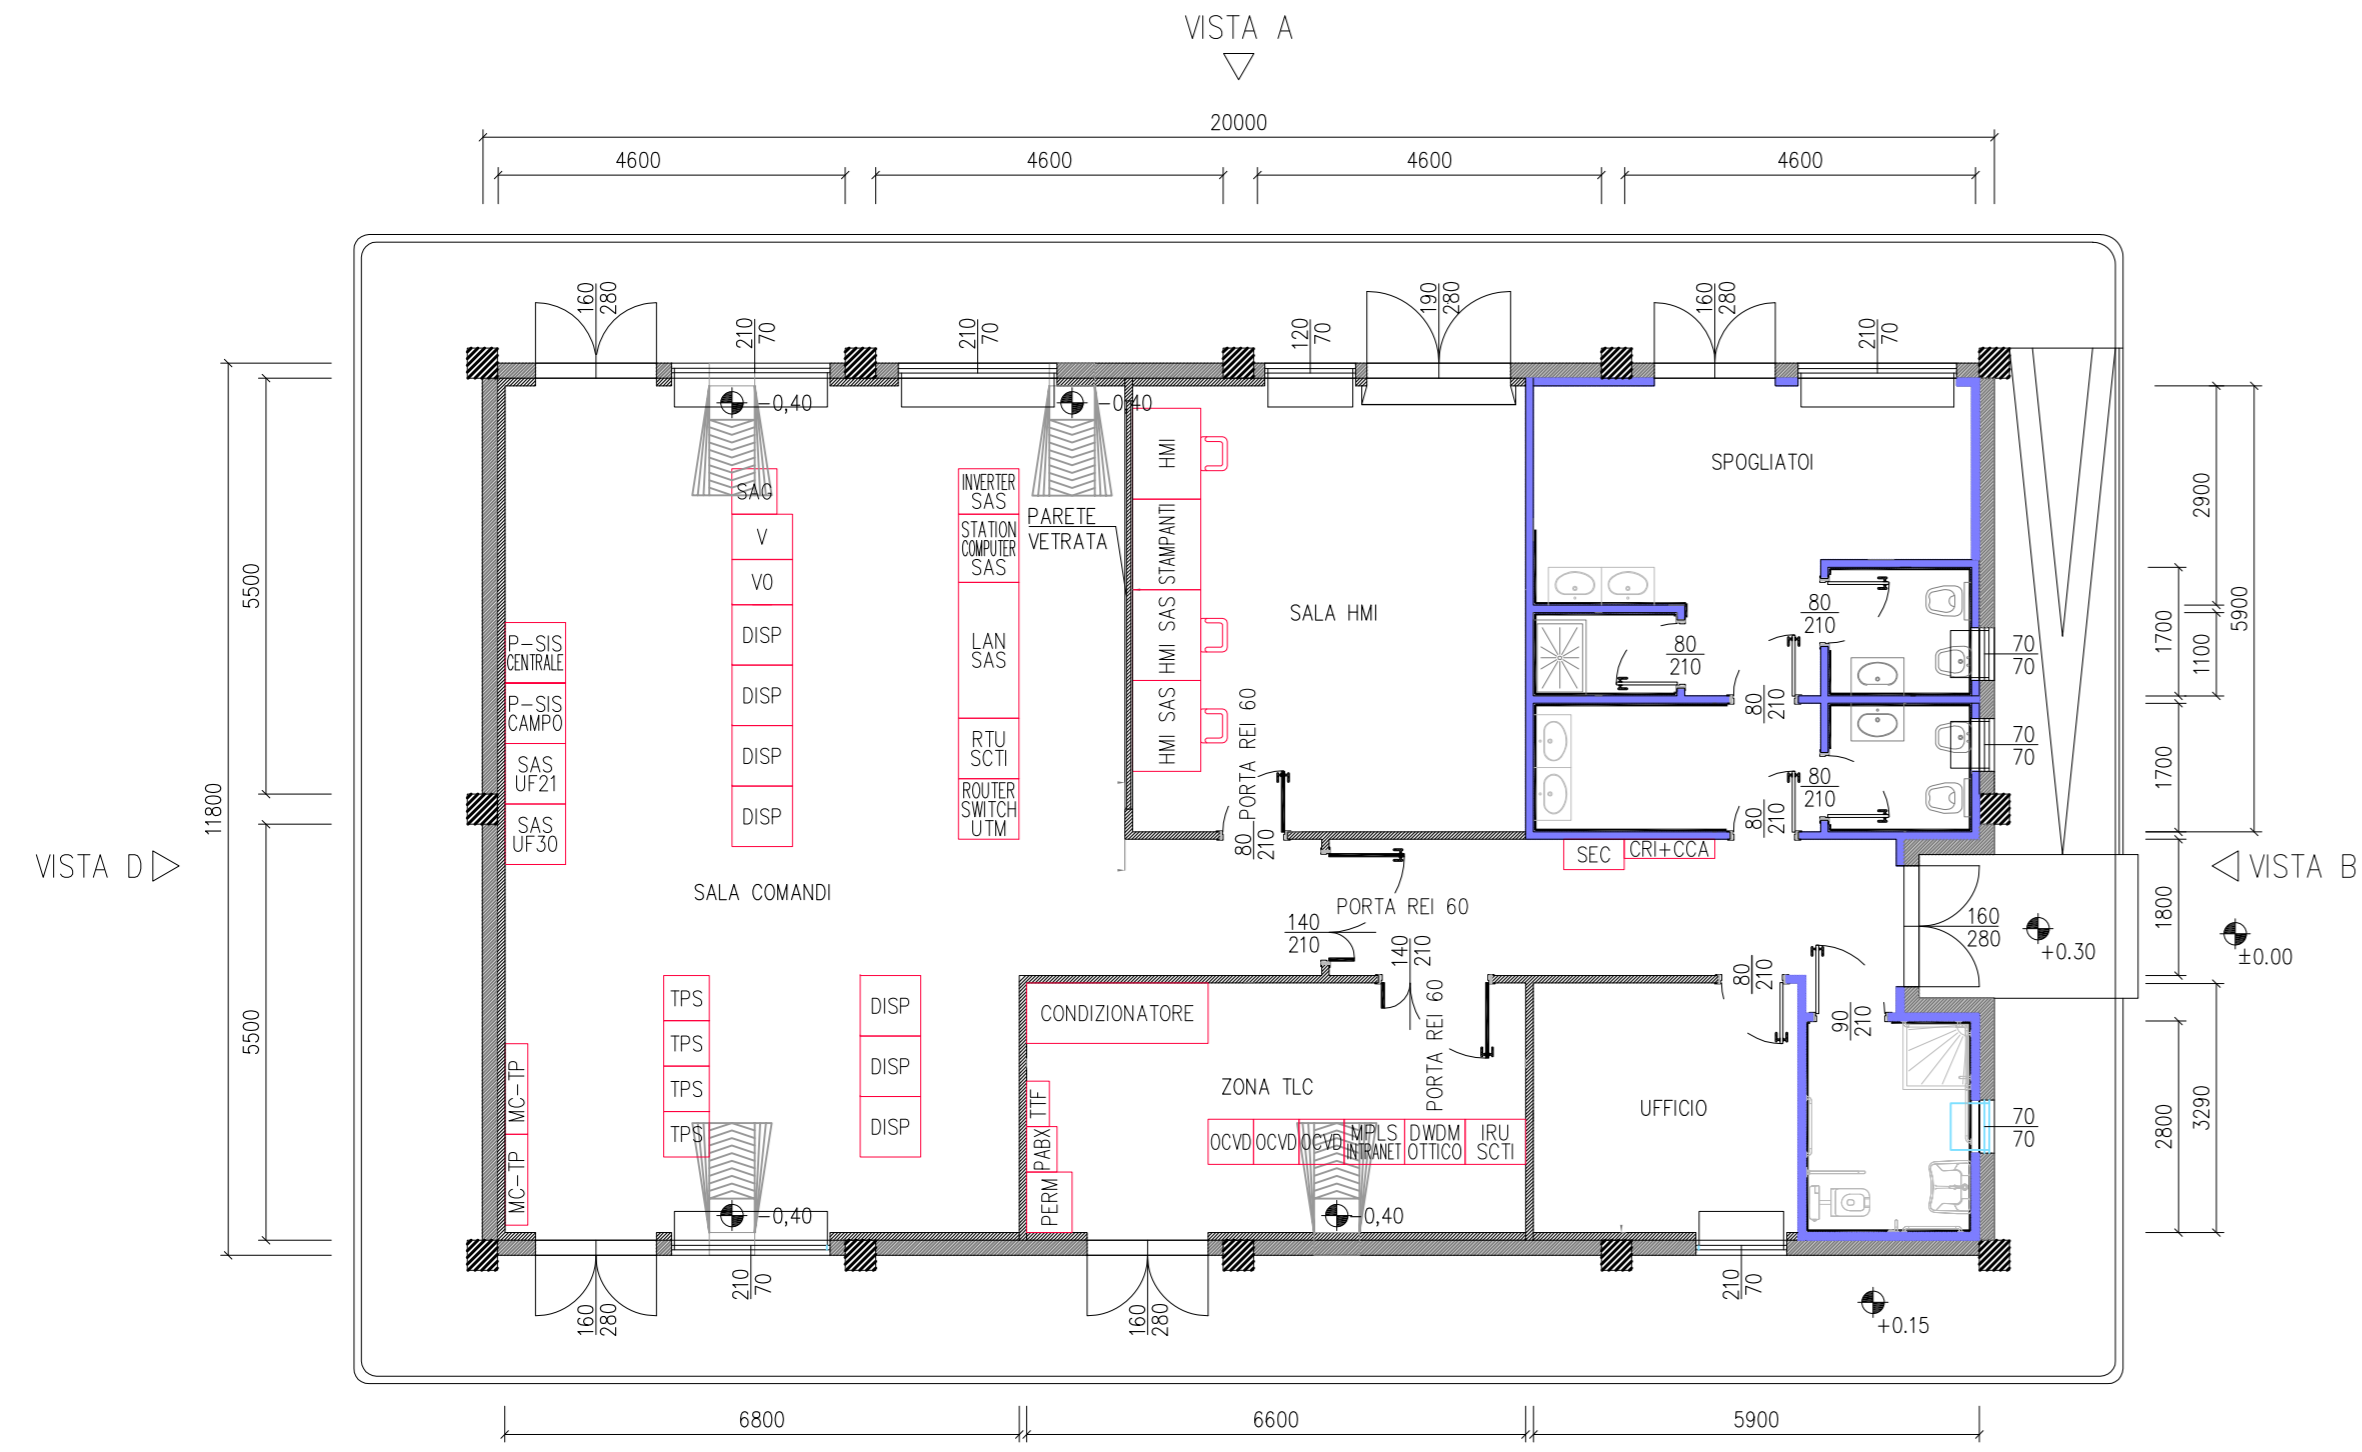 VISTA A
20000
4600
4600
4600
4600
160
280
210
70
210
70
120
70
190
280
160
280
210
70
-0,40
-0,40
SAG
V
V0
DISP
DISP
DISP
DISP
INVERTER
SAS
STATION
COMPUTER
SAS
LAN
SAS
RTU
SCTI
ROUTER
SWITCH
UTM
PARETE
VETRATA
HMI
STAMPANTI
HMI SAS
HMI SAS
SALA HMI
SPOGLIATOI
P-SIS
CENTRALE
P-SIS
CAMPO
SAS
UF21
SAS
UF30
80
210
80
210
80
210
80
210
80
210
70
70
70
70
80
210
PORTA REI 60
SEC
CRI+CCA
VISTA D
SALA COMANDI
PORTA REI 60
140
210
140
210
PORTA REI 60
160
280
+0.30
±0.00
VISTA B
80
210
90
210
TPS
TPS
TPS
TPS
DISP
DISP
DISP
CONDIZIONATORE
ZONA TLC
UFFICIO
MC-TP
MC-TP
TTF
PABX
PERM
OCVD
OCVD
OCVD
MPLS
INTRANET
DWDM
OTTICO
IRU
SCTI
70
70
-0,40
-0,40
160
280
210
70
160
280
210
70
+0.15
5500
5500
11800
2900
5900
1700
1100
1700
1800
2800
3290
6800
6600
5900